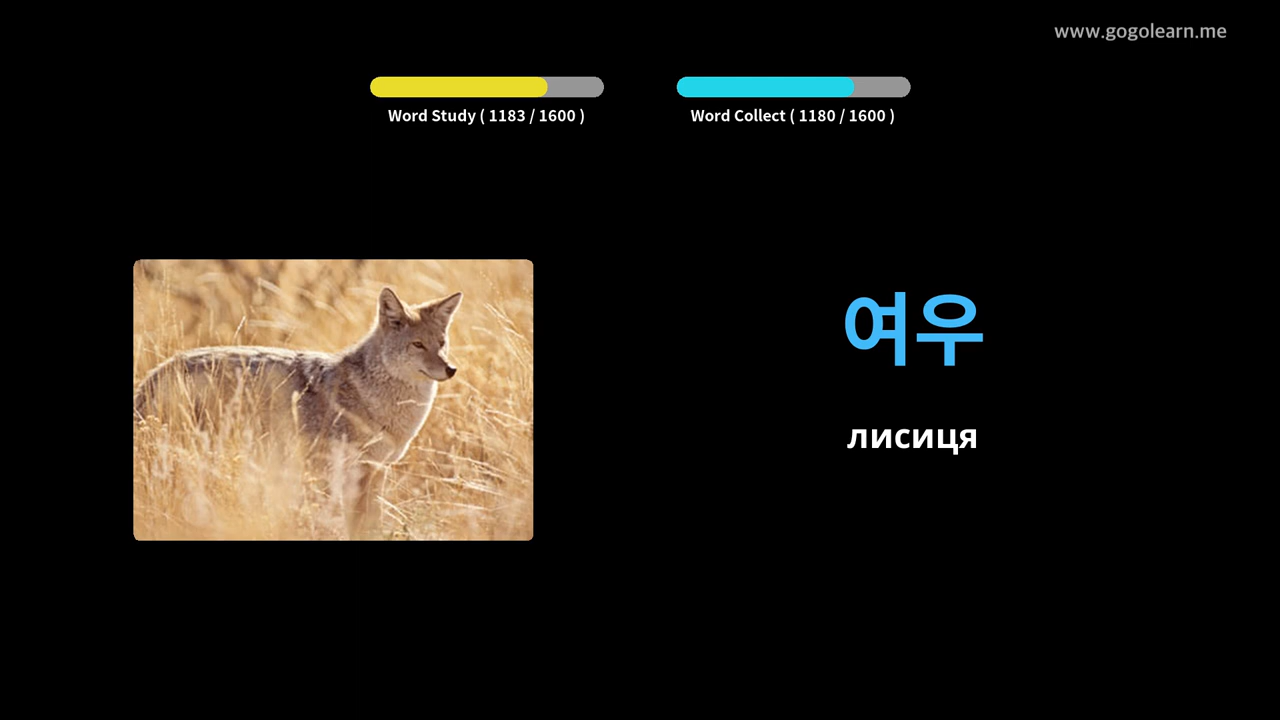 www.gogolearn.me
Word Study ( 1183 / 1600 )
Word Collect ( 1180 / 1600 )
여우
лисиця